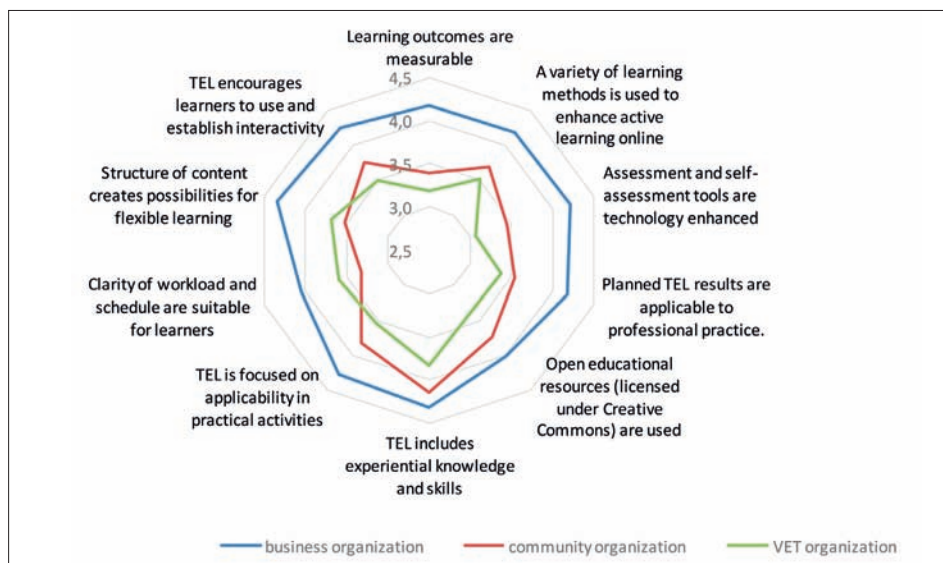 Learning outcomes are
measurable
A variety of learning
methods is used to
enhance active
learning online
Assessment and self-
assessment tools are
technology enhanced
Planned TEL results are
applicable to
professional practice.
Open educational
resources (licensed
under Creative
Commons) are used
TEL includes
experiential knowledge
and skills
TEL is focused on
applicability in
practical activities
Clarity of workload and
schedule are suitable
for learners
Structure of content
creates possibilities for
flexible learning
TEL encourages
learners to use and
establish interactivity
4,5
4,0
3,5
3,0
2,5
business organization
community organization
VET organization